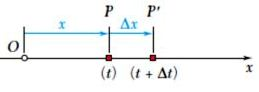 P P′
x Δx
O
(t) (t + Δt) x